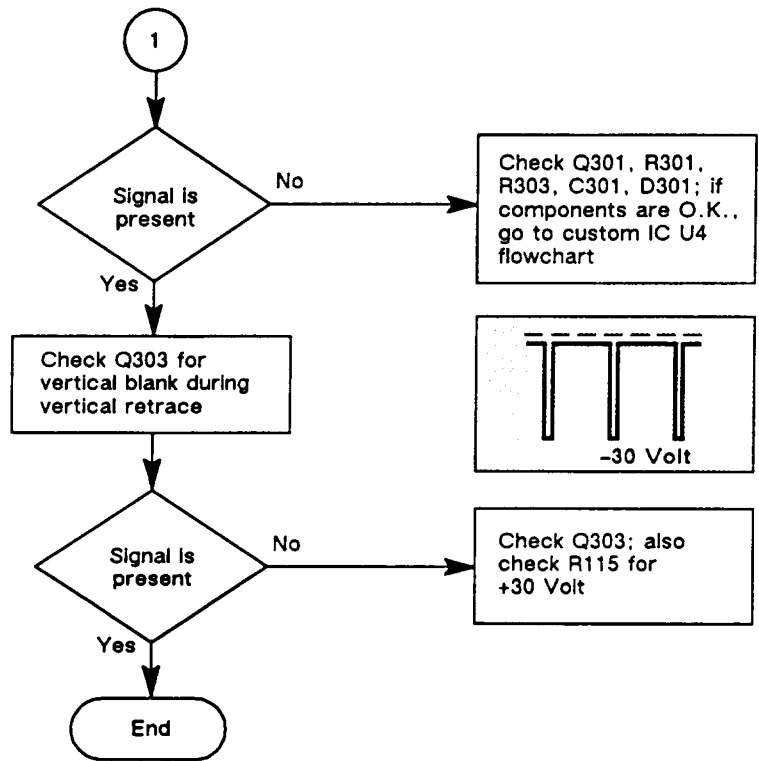 1
Signal is
present
No
Check Q301, R301,
R303, C301, D301; if
components are O.K.,
go to custom IC U4
flowchart
Yes
Check Q303 for
vertical blank during
vertical retrace
-30 Volt
Signal is
present
No
Check Q303; also
check R115 for
+30 Volt
Yes
End